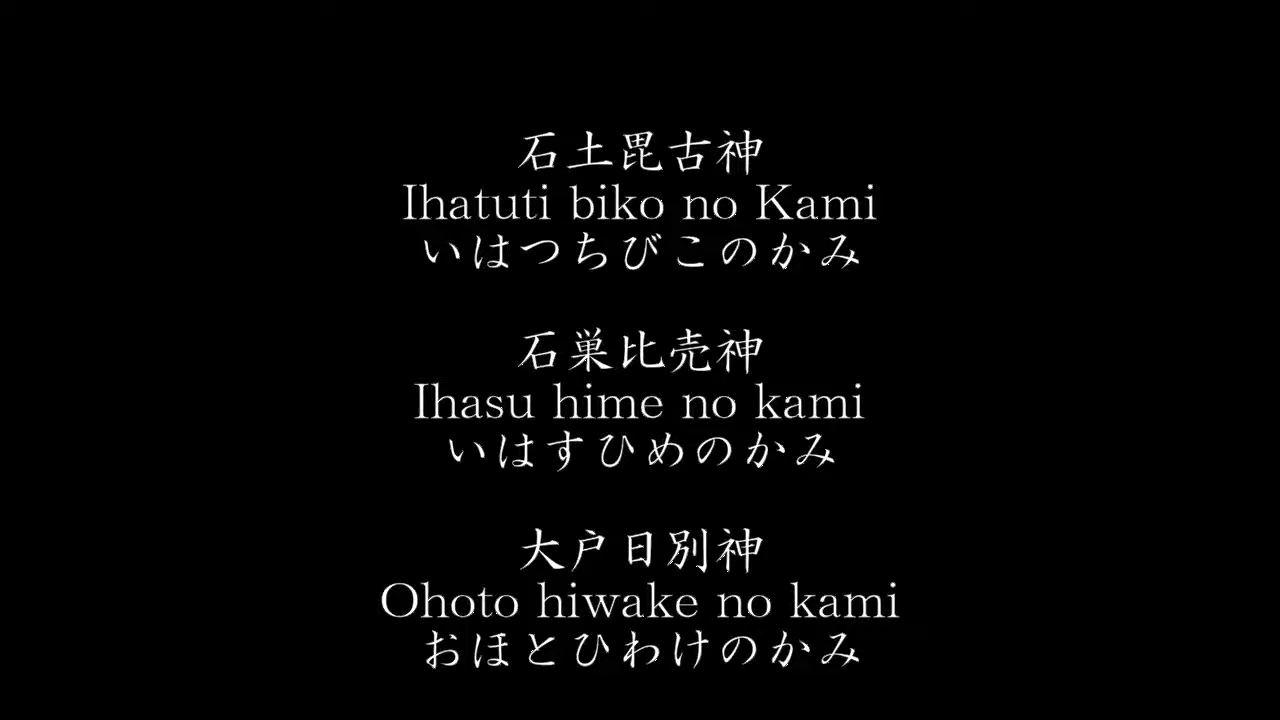 石土毘古神
Ihatuti biko no Kami
いはつちびこのかみ
石巣比売神
Ihasu hime no kami
いはすひめのかみ
大戸日別神
Ohoto hiwake no kami
おほとひわけのかみ